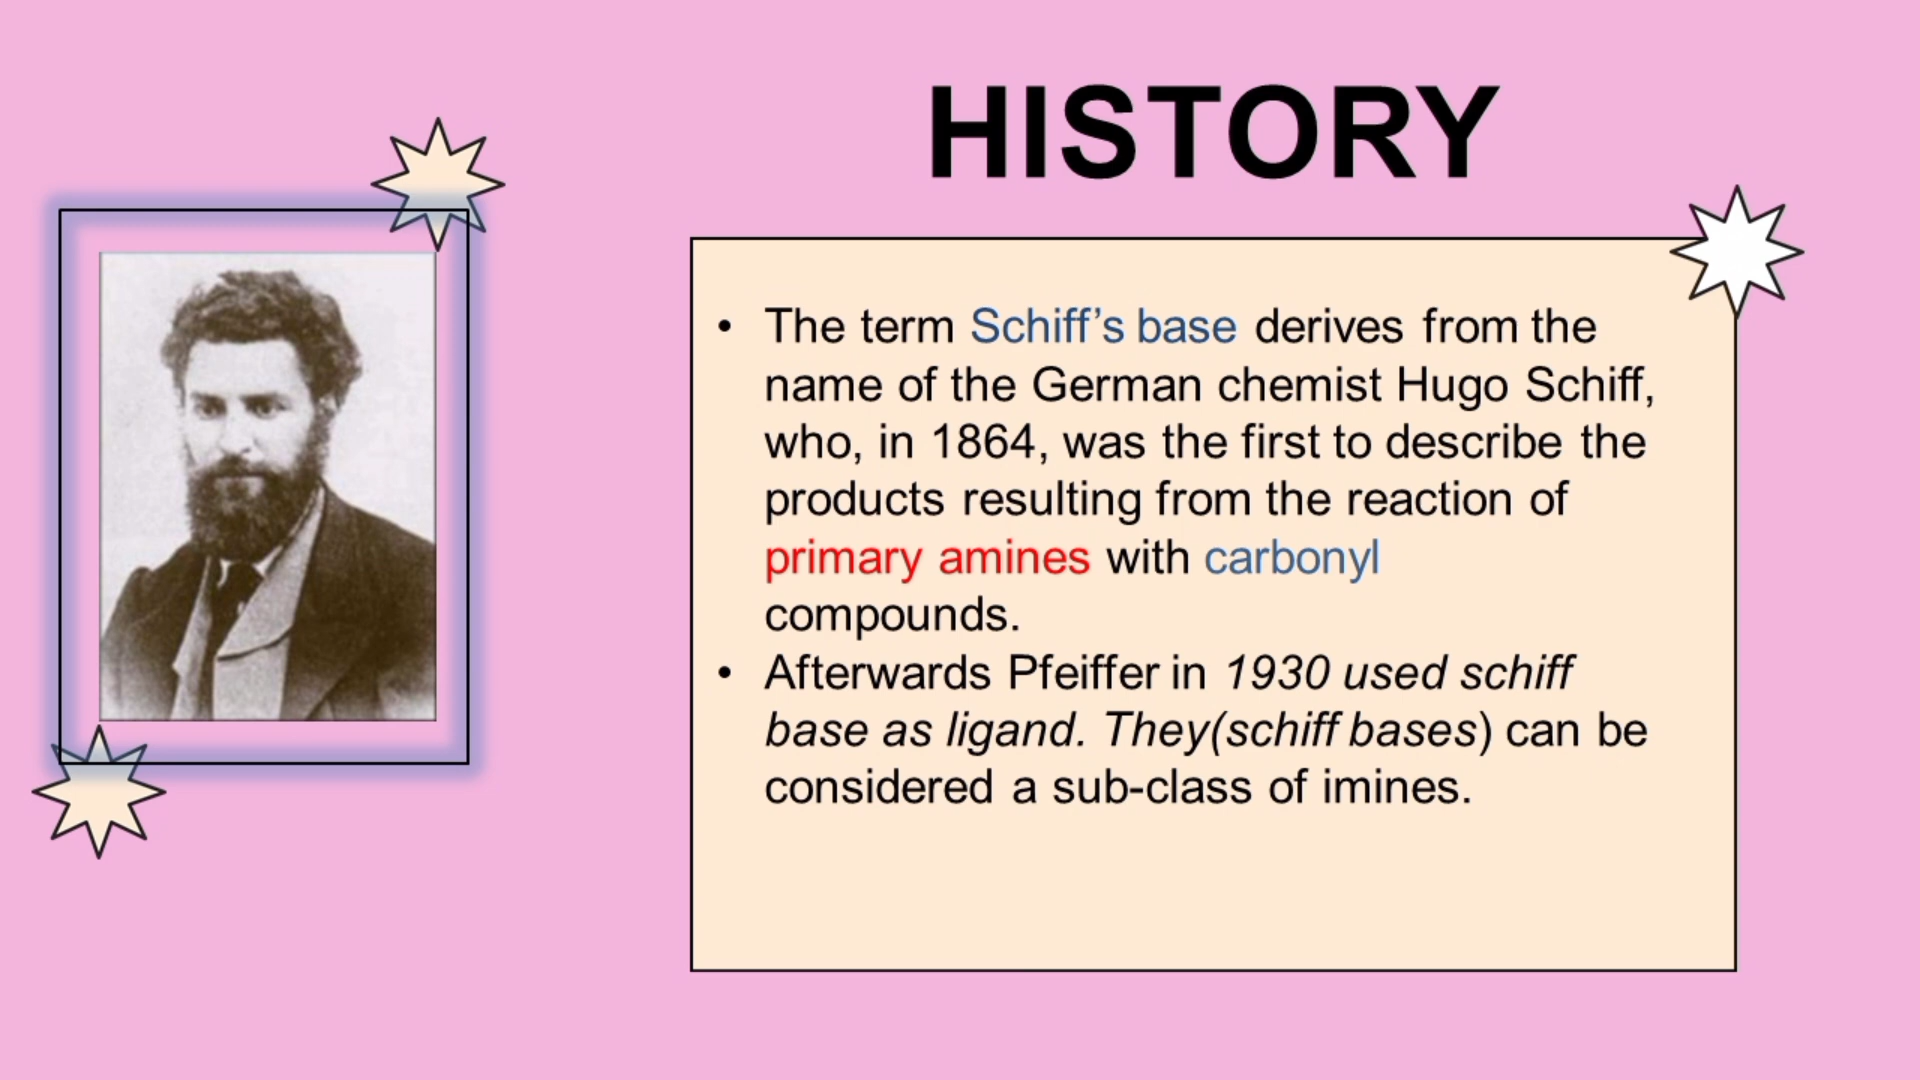 HISTORY
• The term Schiff’s base derives from the
name of the German chemist Hugo Schiff,
who, in 1864, was the first to describe the
products resulting from the reaction of
primary amines with carbonyl
compounds.
• Afterwards Pfeiffer in 1930 used schiff
base as ligand. They(schiff bases) can be
considered a sub-class of imines.